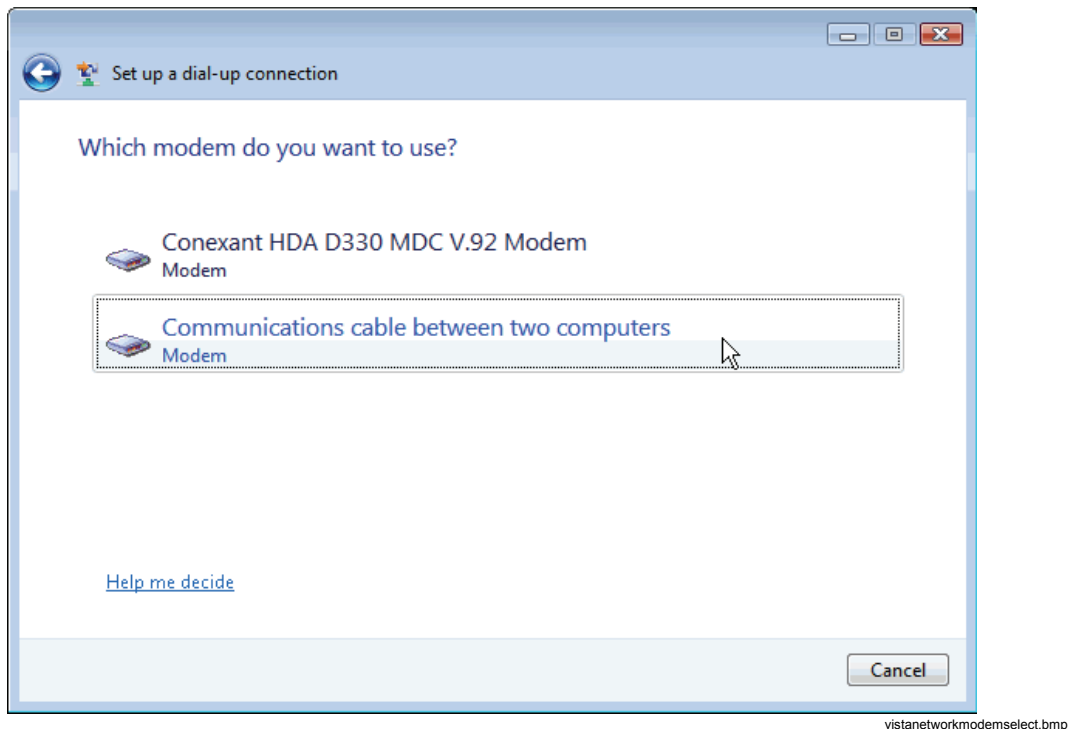 Set up a dial-up connection
Which modem do you want to use?
Conexant HDA D330 MDC V.92 Modem
Modem
Communications cable between two computers
Modem
Help me decide
Cancel
vistanetworkmodemselect.bmp